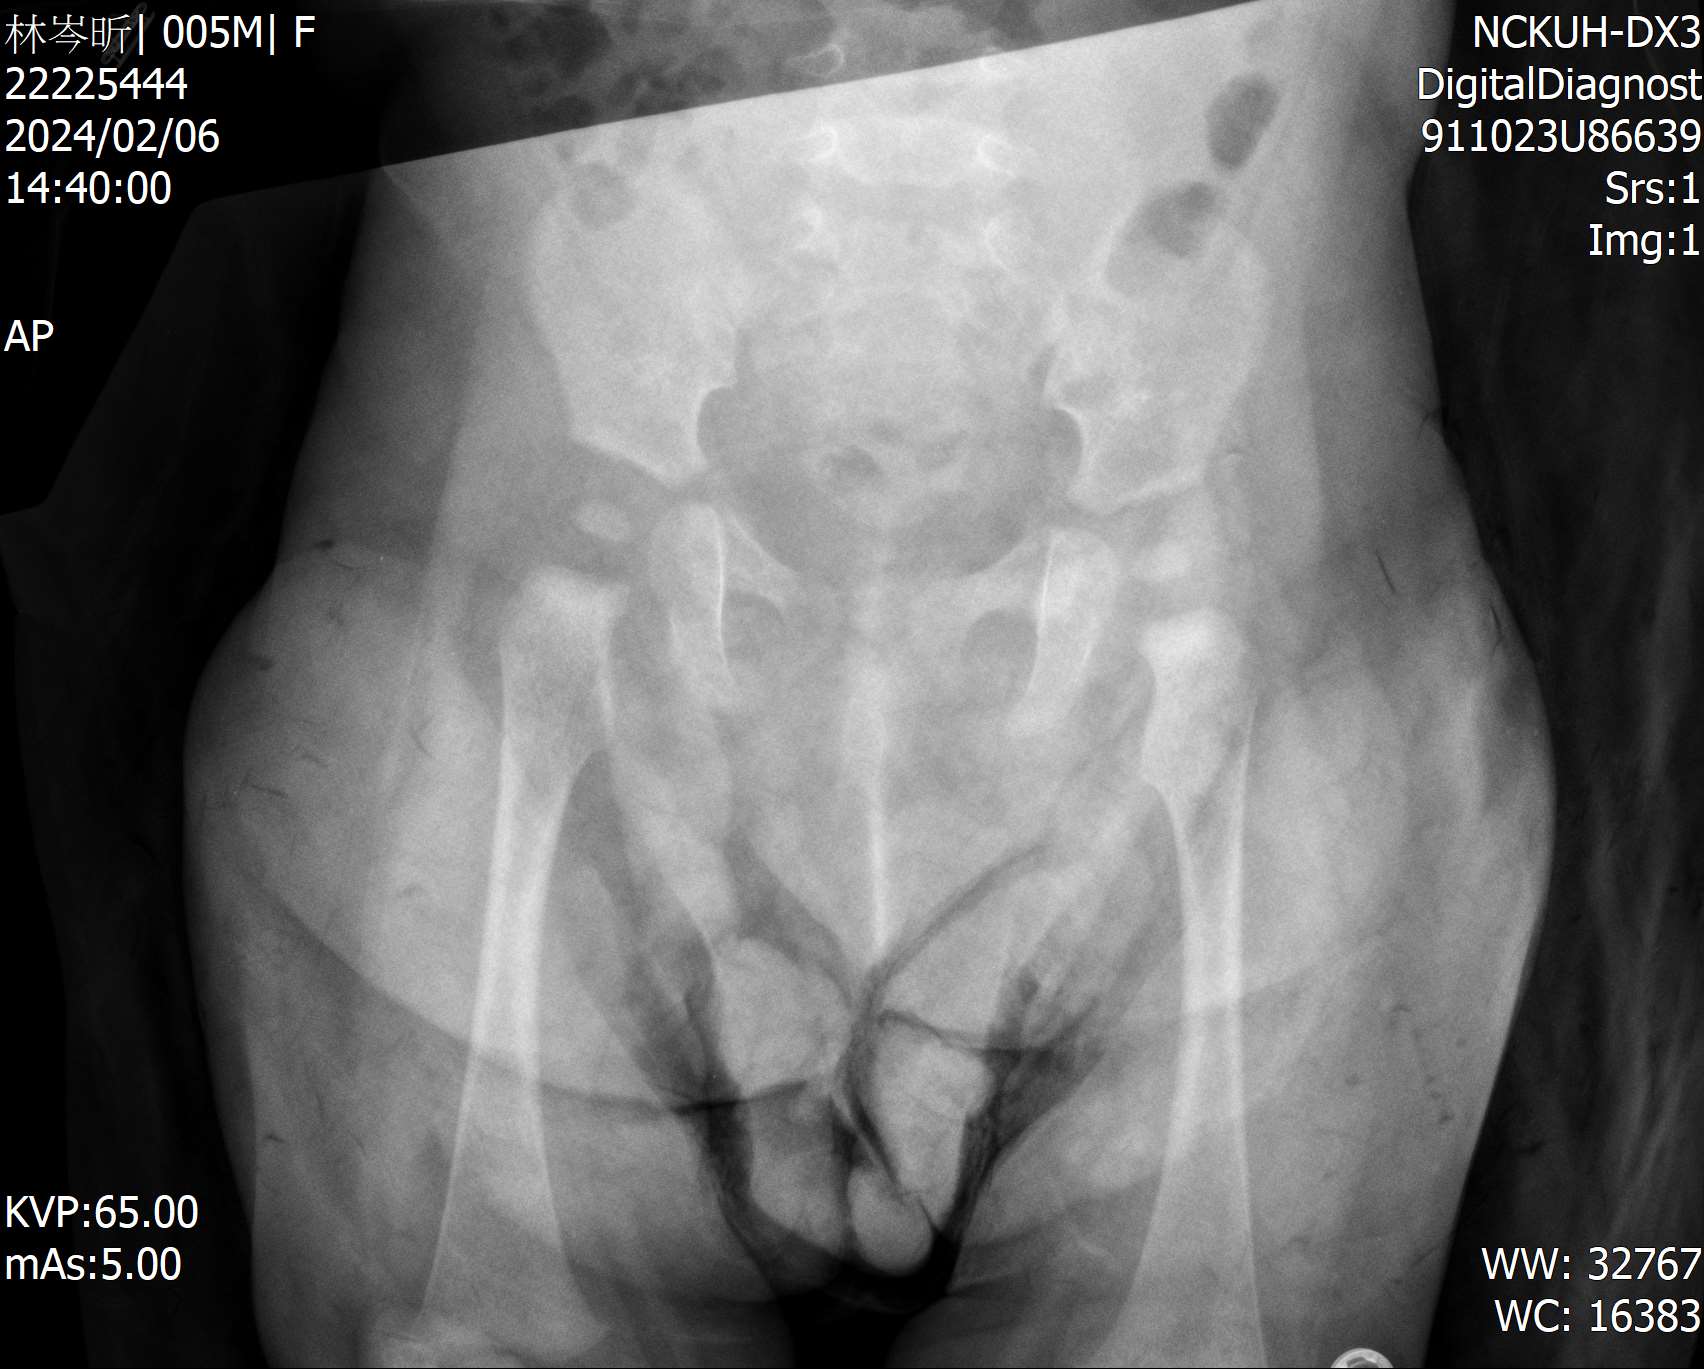 林岑昕| 005M| F
22225444
2024/02/06
14:40:00
AP
NCKUH-DX3
DigitalDiagnost
911023U86639
Srs:1
Img:1
KVP:65.00
mAs:5.00
WW: 32767
WC: 16383